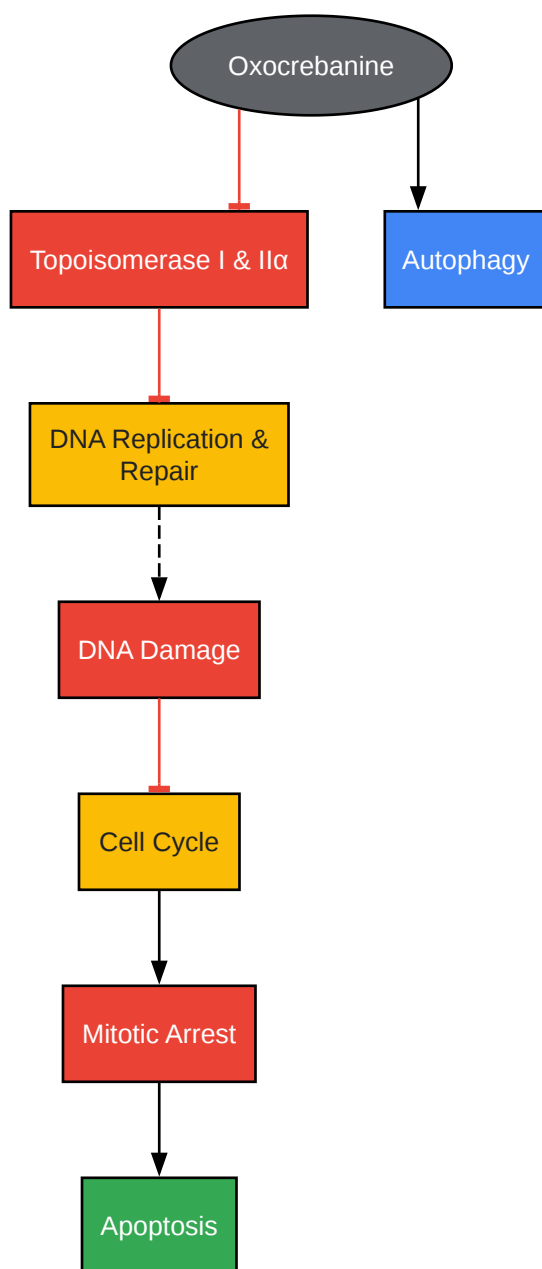 Oxocrebanine
Topoisomerase I & IIα
Autophagy
DNA Replication &
Repair
DNA Damage
Cell Cycle
Mitotic Arrest
Apoptosis